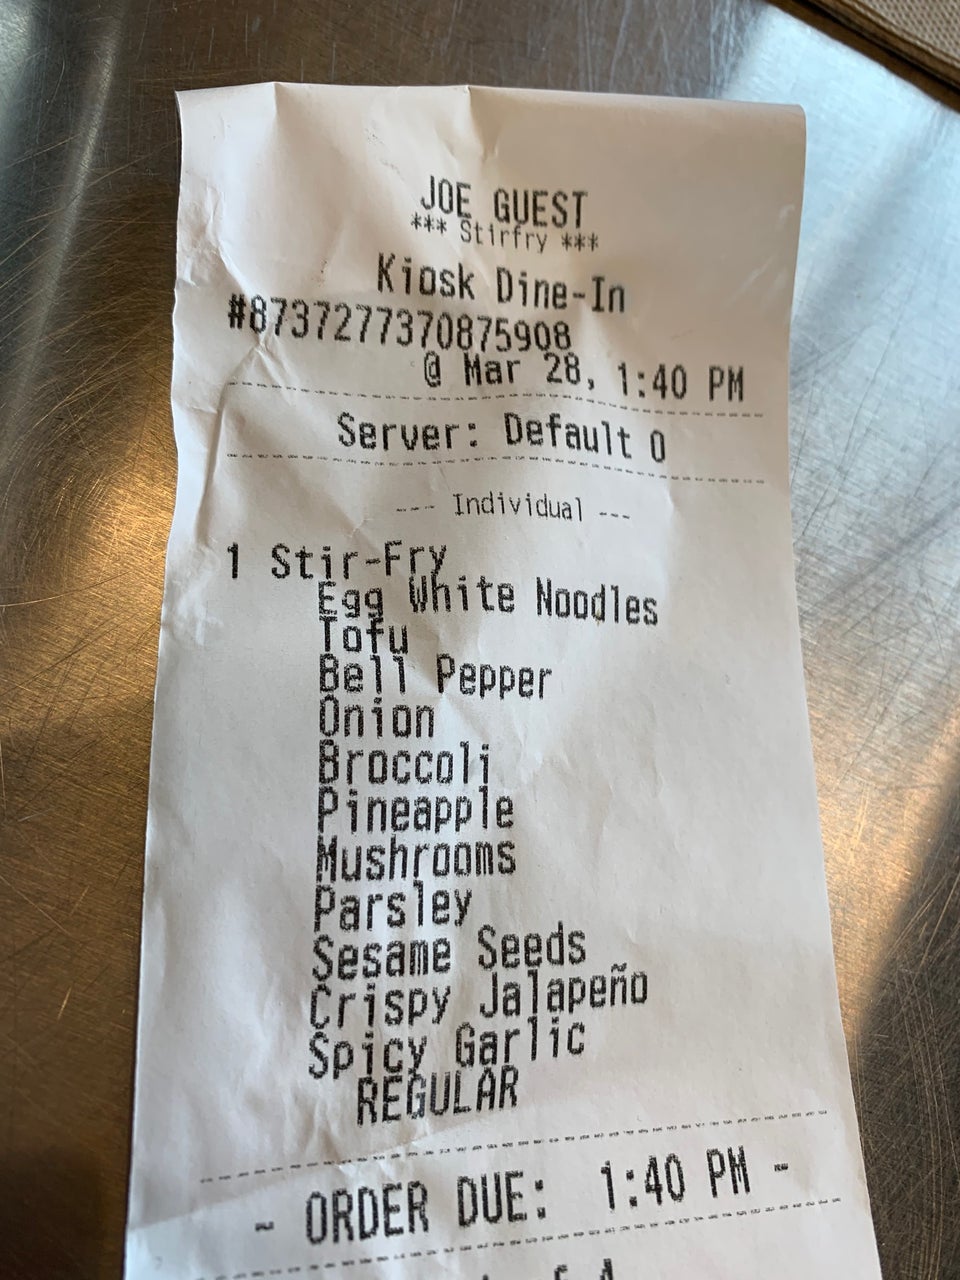 JOE GUEST
*** Stirfry ***
Kiosk Dine-In
#8737277370875908
@ Mar 28, 1:40 PM
Server: Default 0
--- Individual ---
1 Stir-Fry
Egg White Noodles
Tofu
Bell Pepper
Onion
Broccoli
Pineapple
Mushrooms
Parsley
Sesame Seeds
Crispy Jalapeño
Spicy Garlic
REGULAR
- ORDER DUE: 1:40 PM -